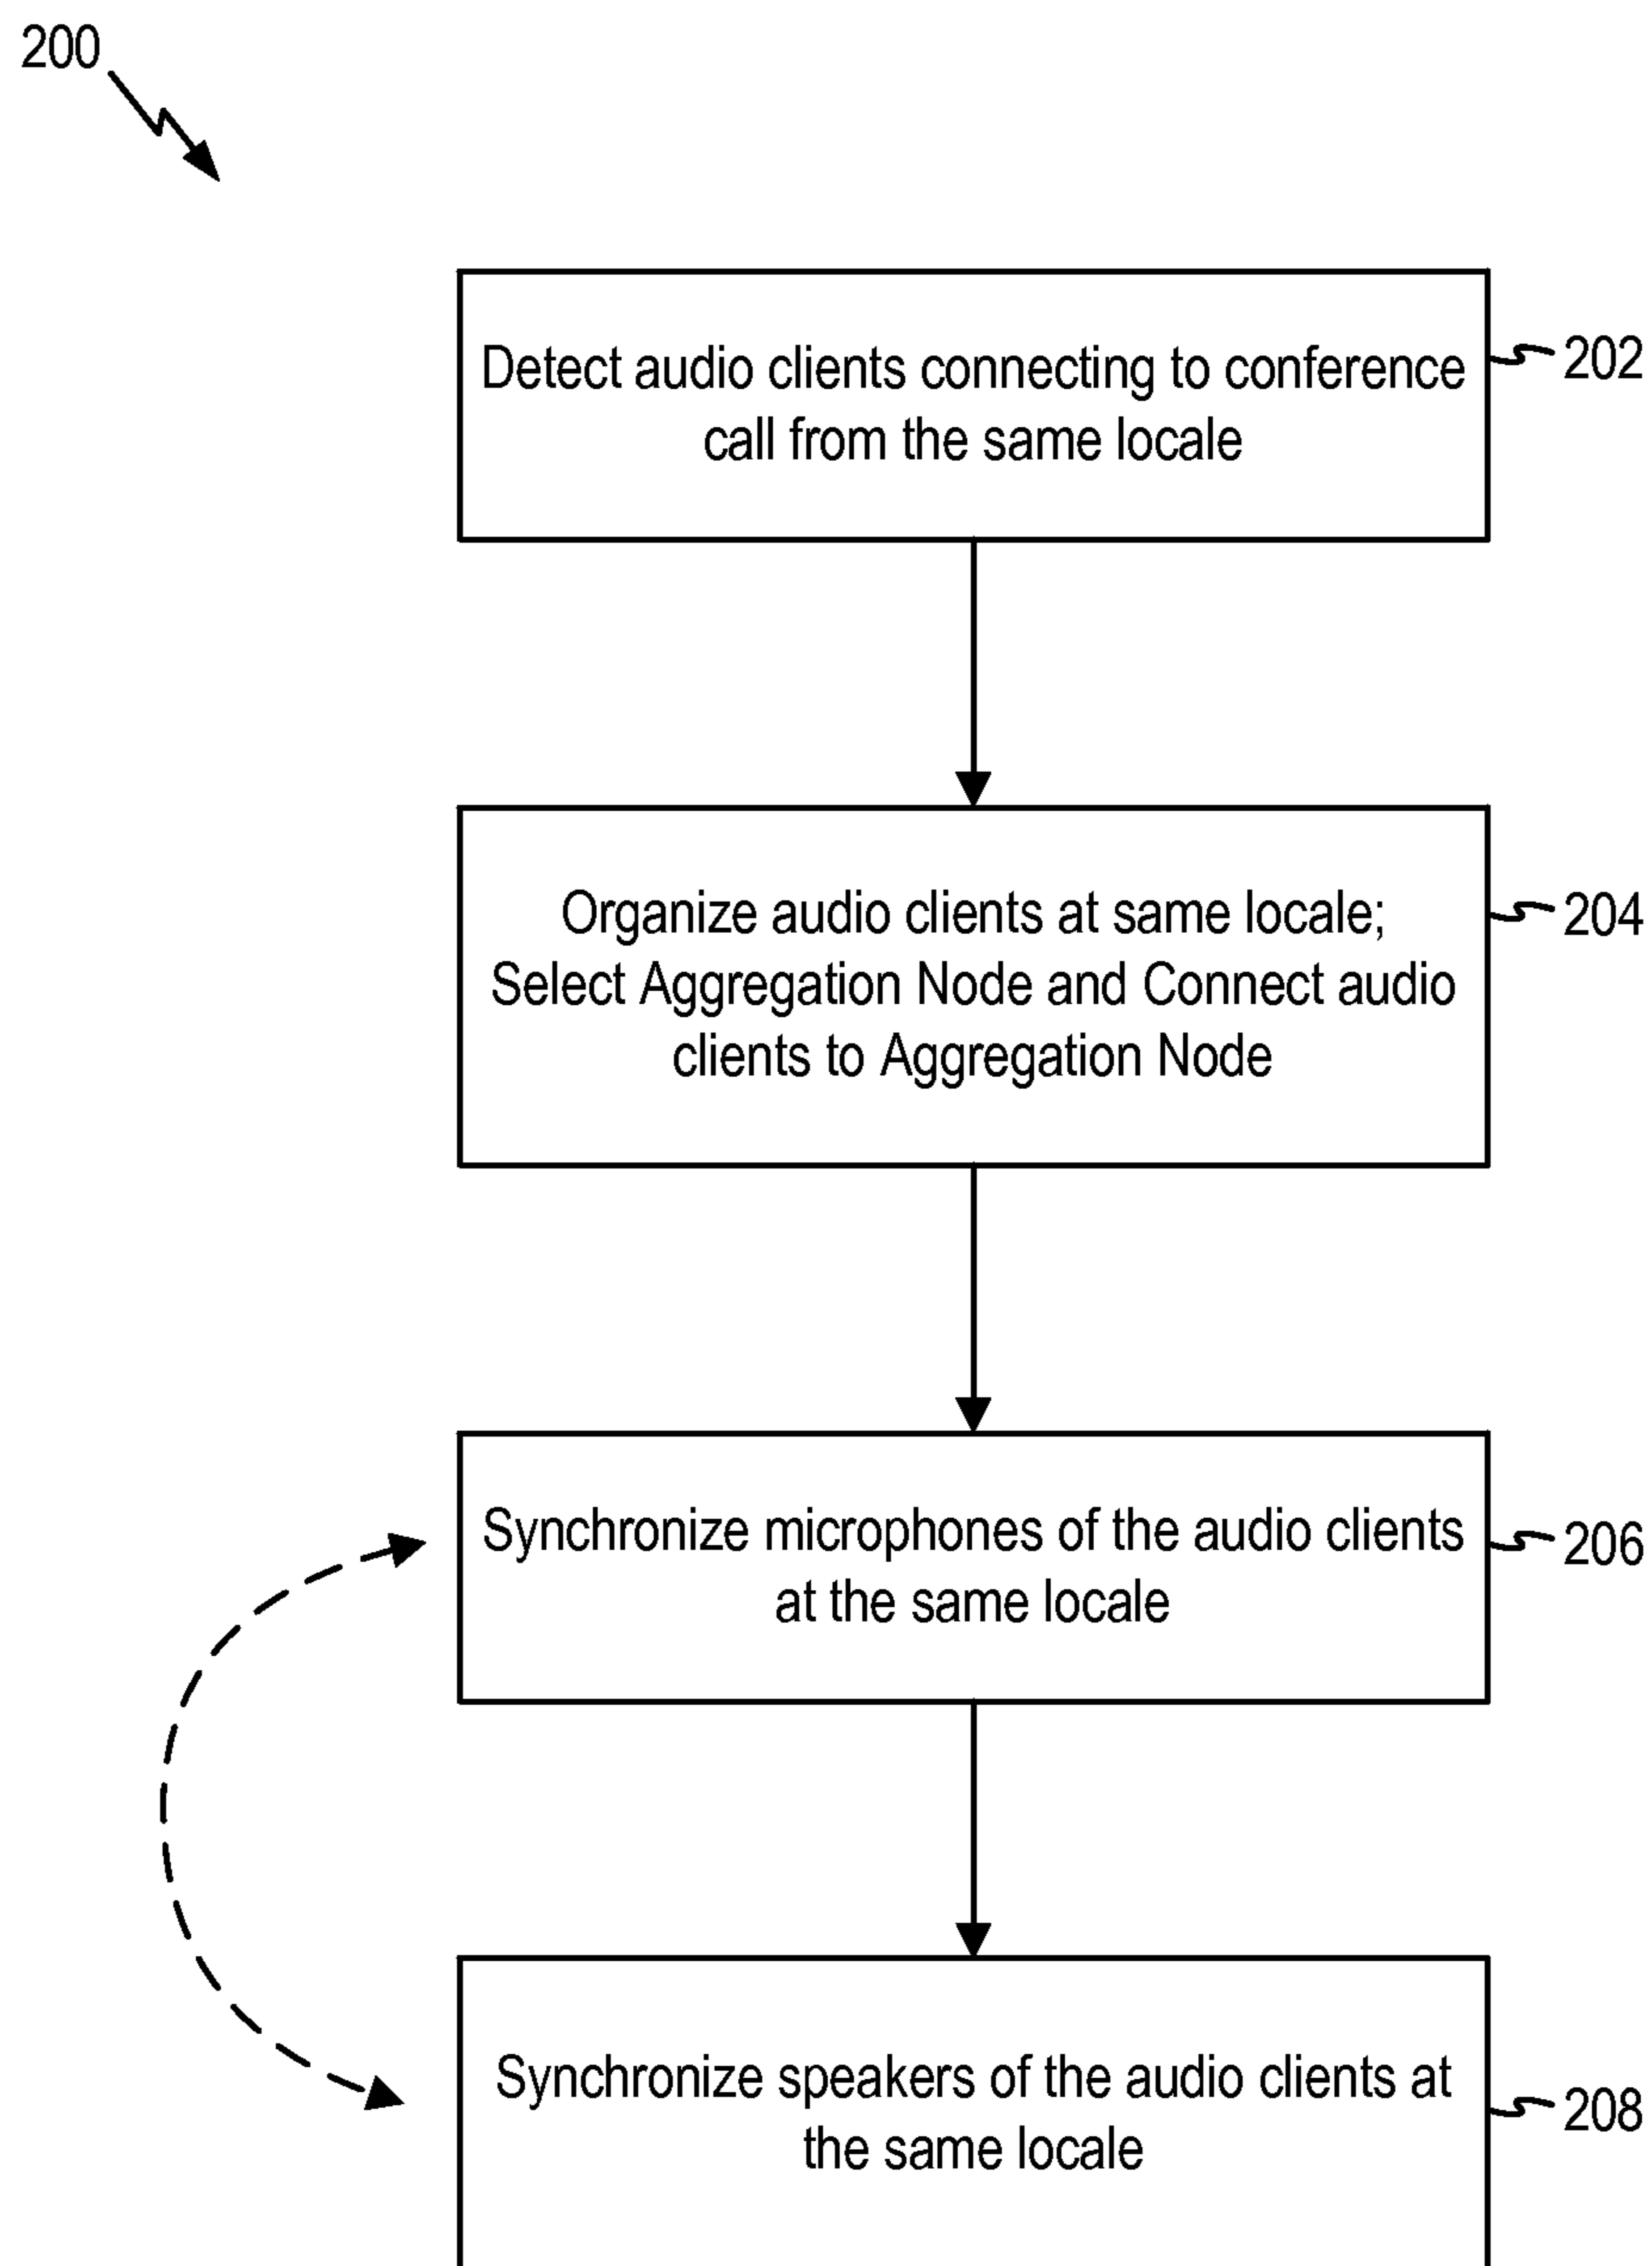 200
Detect audio clients connecting to conference
call from the same locale
202
Organize audio clients at same locale;
Select Aggregation Node and Connect audio
clients to Aggregation Node
204
Synchronize microphones of the audio clients
at the same locale
206
Synchronize speakers of the audio clients at
the same locale
208